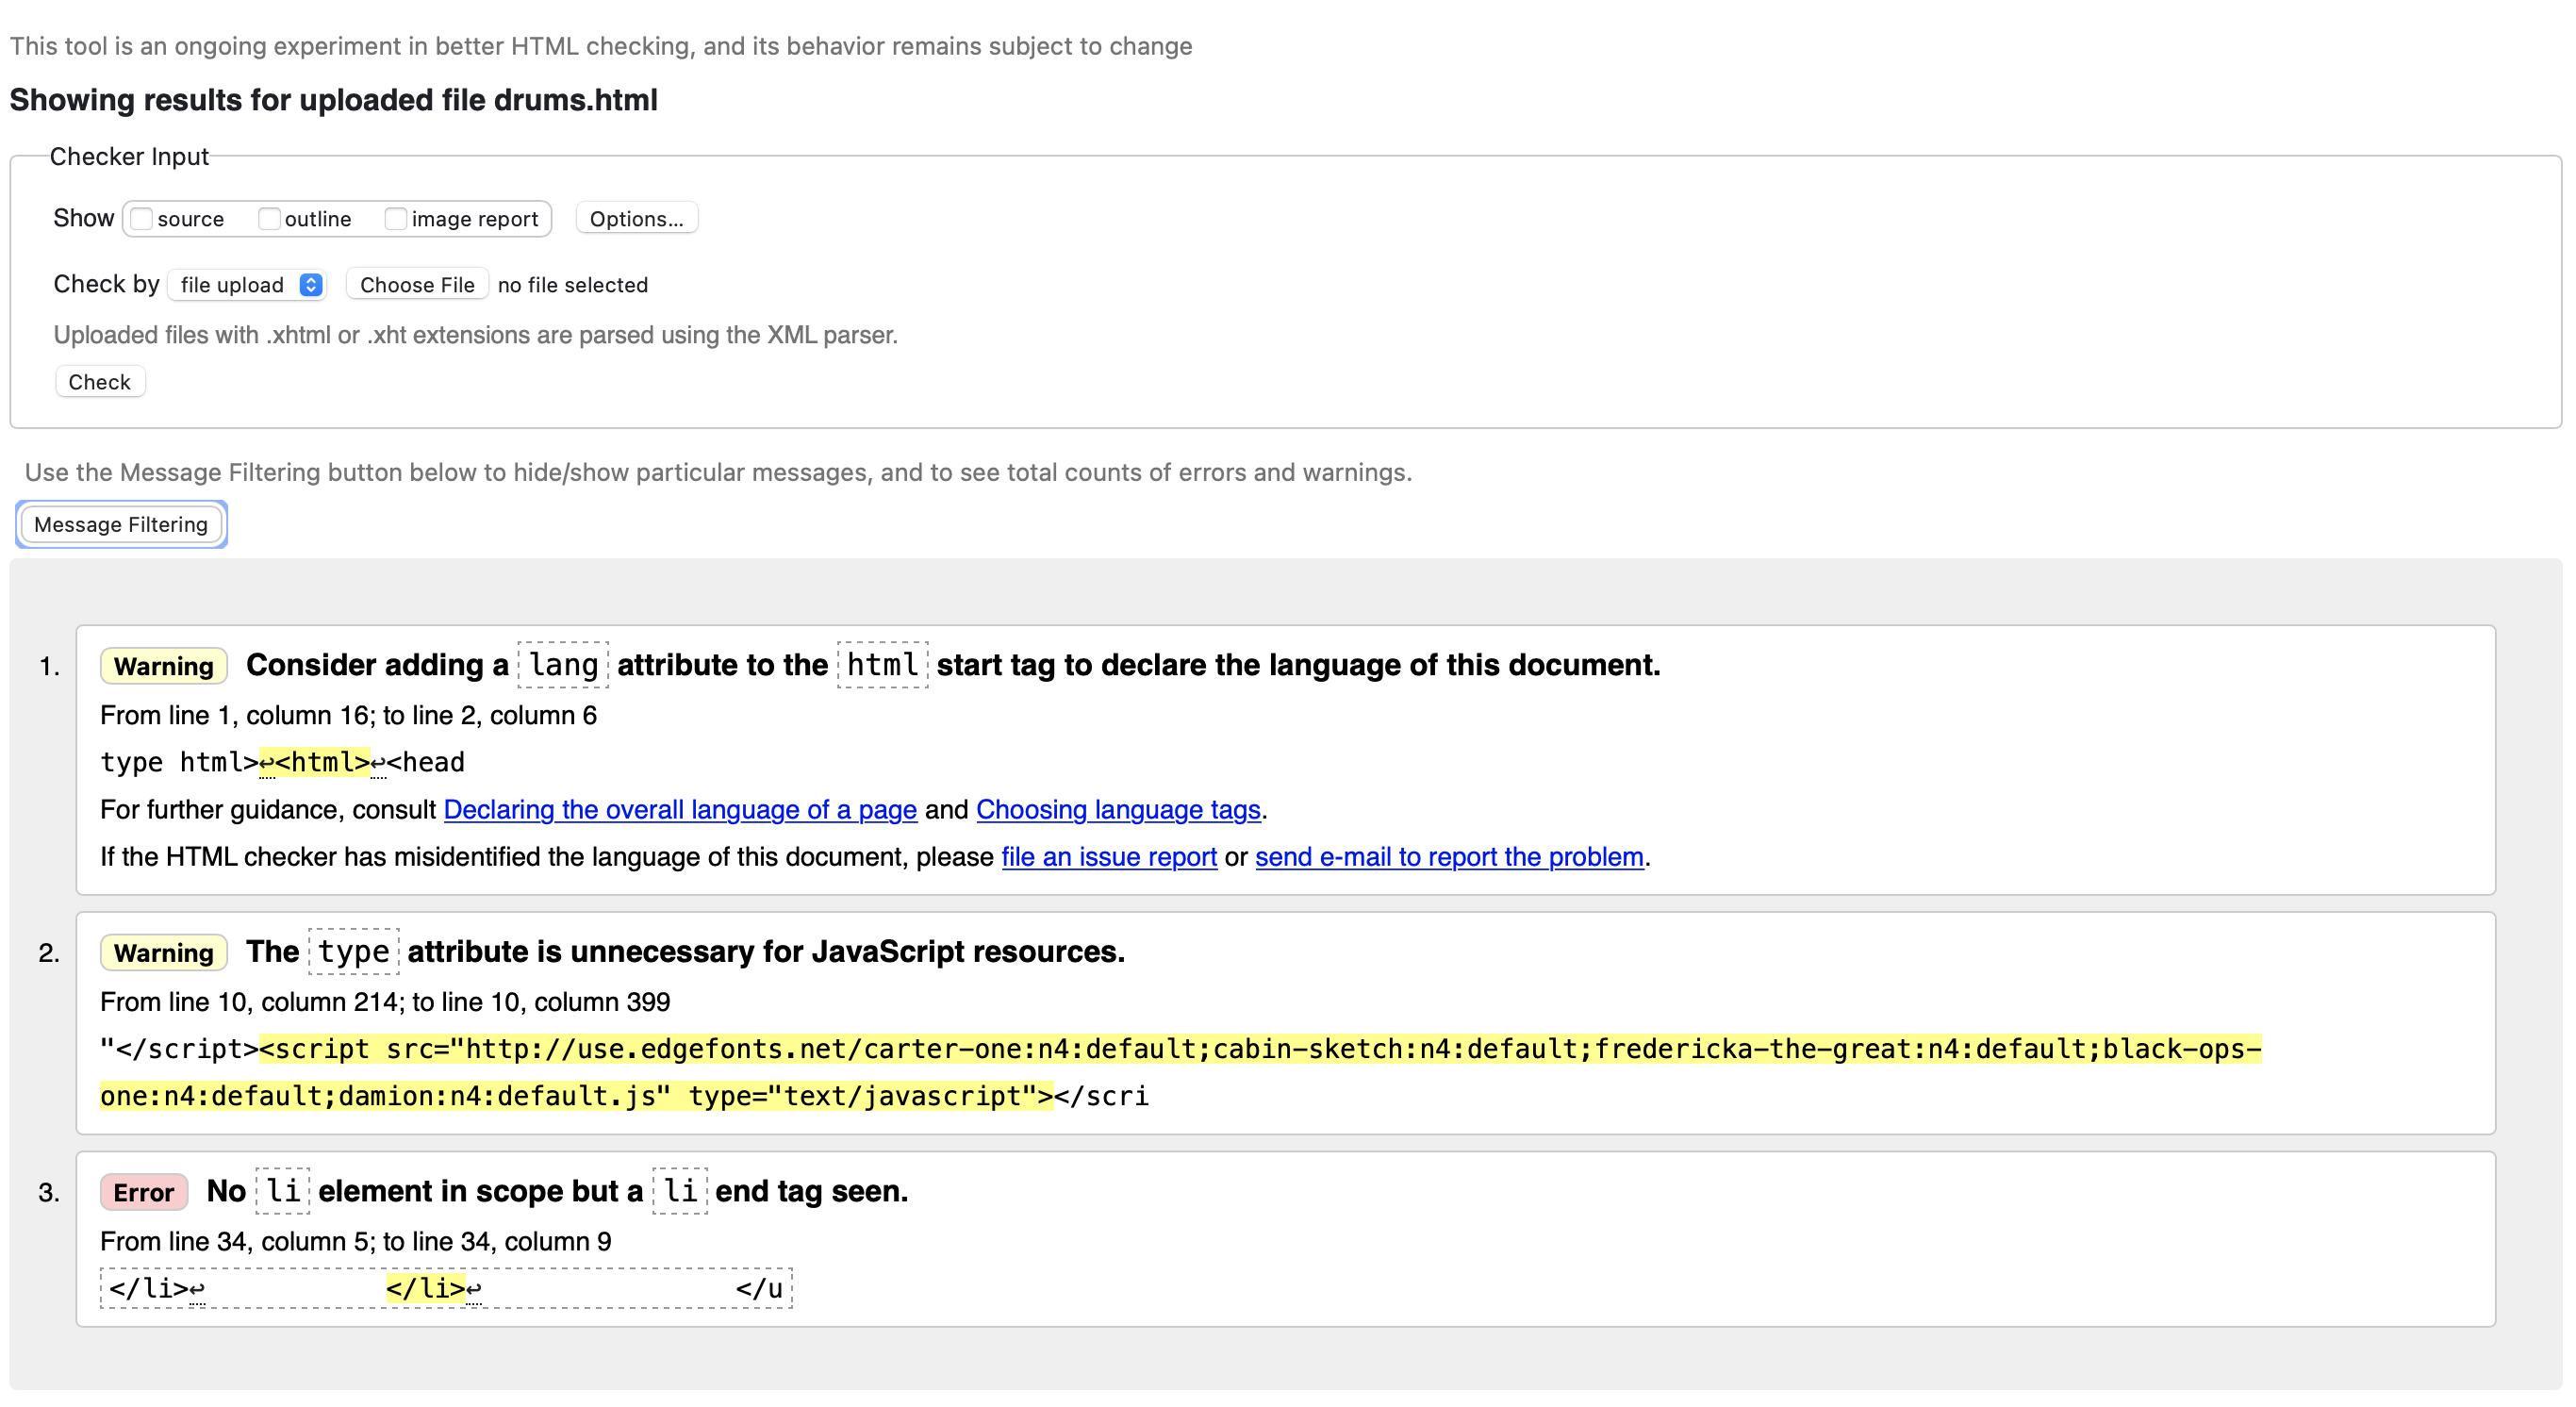 This tool is an ongoing experiment in better HTML checking, and its behavior remains subject to change
Showing results for uploaded file drums.html
Checker Input
Show source outline image report Options...
Check by file upload Choose File no file selected
Uploaded files with .xhtml or .xht extensions are parsed using the XML parser.
Check
Use the Message Filtering button below to hide/show particular messages, and to see total counts of errors and warnings.
Message Filtering
1. Warning Consider adding a lang attribute to the html start tag to declare the language of this document.
From line 1, column 16; to line 2, column 6
type html>↩<html>↩<head
For further guidance, consult Declaring the overall language of a page and Choosing language tags.
If the HTML checker has misidentified the language of this document, please file an issue report or send e-mail to report the problem.
2. Warning The type attribute is unnecessary for JavaScript resources.
From line 10, column 214; to line 10, column 399
"</script><script src="http://use.edgefonts.net/carter-one:n4:default;cabin-sketch:n4:default;fredericka-the-great:n4:default;black-ops-
one:n4:default;damion:n4:default.js" type="text/javascript"></scri
3. Error No li element in scope but a li end tag seen.
From line 34, column 5; to line 34, column 9
</li>↩ </li>↩ </u